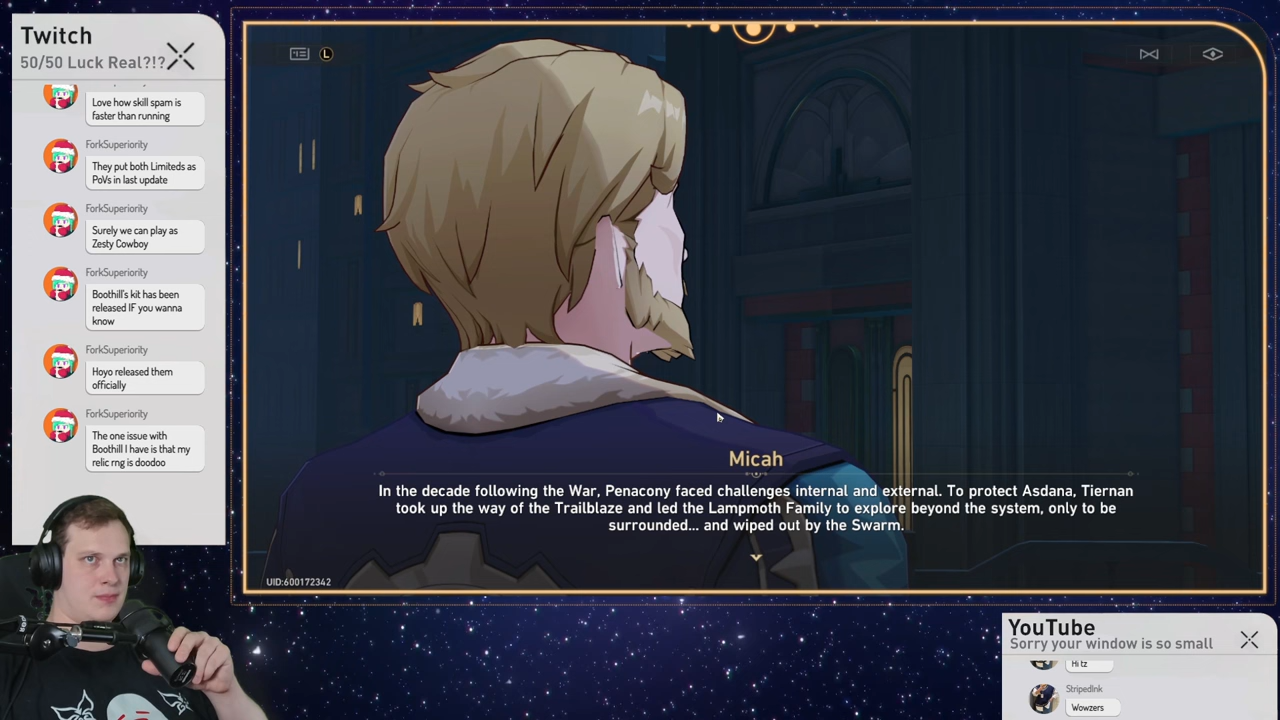 Twitch
50/50 Luck Real?!?
Love how skill spam is
faster than running
ForkSuperiority
They put both Limiteds as
PoVs in last update
ForkSuperiority
Surely we can play as
Zesty Cowboy
ForkSuperiority
Boothill's kit has been
released IF you wanna
know
ForkSuperiority
Hoyo released them
officially
ForkSuperiority
The one issue with
Boothill I have is that my
relic rng is doodoo
L
Micah
In the decade following the War, Penacony faced challenges internal and external. To protect Asdana, Tiernan
took up the way of the Trailblaze and led the Lampmoth Family to explore beyond the system, only to be
surrounded... and wiped out by the Swarm.
UID:600172342
YouTube
Sorry your window is so small
Hi tz
StripedInk
Wowzers